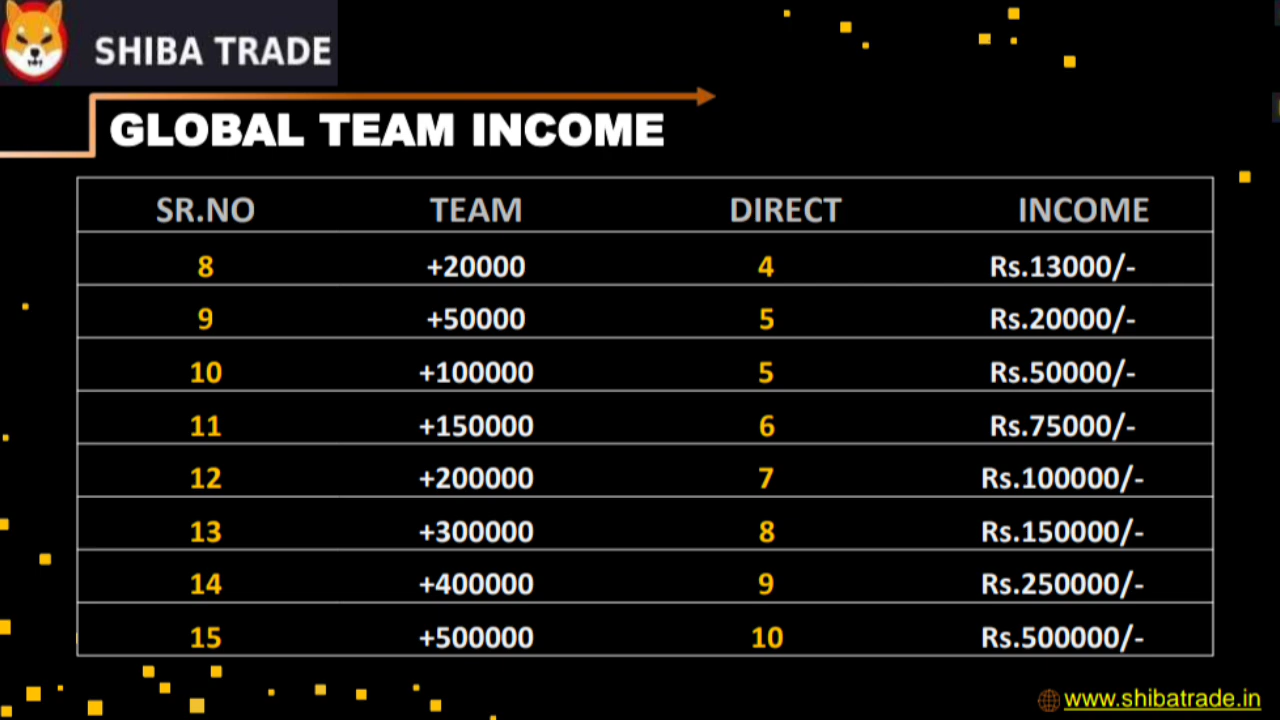 SHIBA TRADE
GLOBAL TEAM INCOME
SR.NO TEAM DIRECT INCOME
8 +20000 4 Rs.13000/-
9 +50000 5 Rs.20000/-
10 +100000 5 Rs.50000/-
11 +150000 6 Rs.75000/-
12 +200000 7 Rs.100000/-
13 +300000 8 Rs.150000/-
14 +400000 9 Rs.250000/-
15 +500000 10 Rs.500000/-
www.shibatrade.in